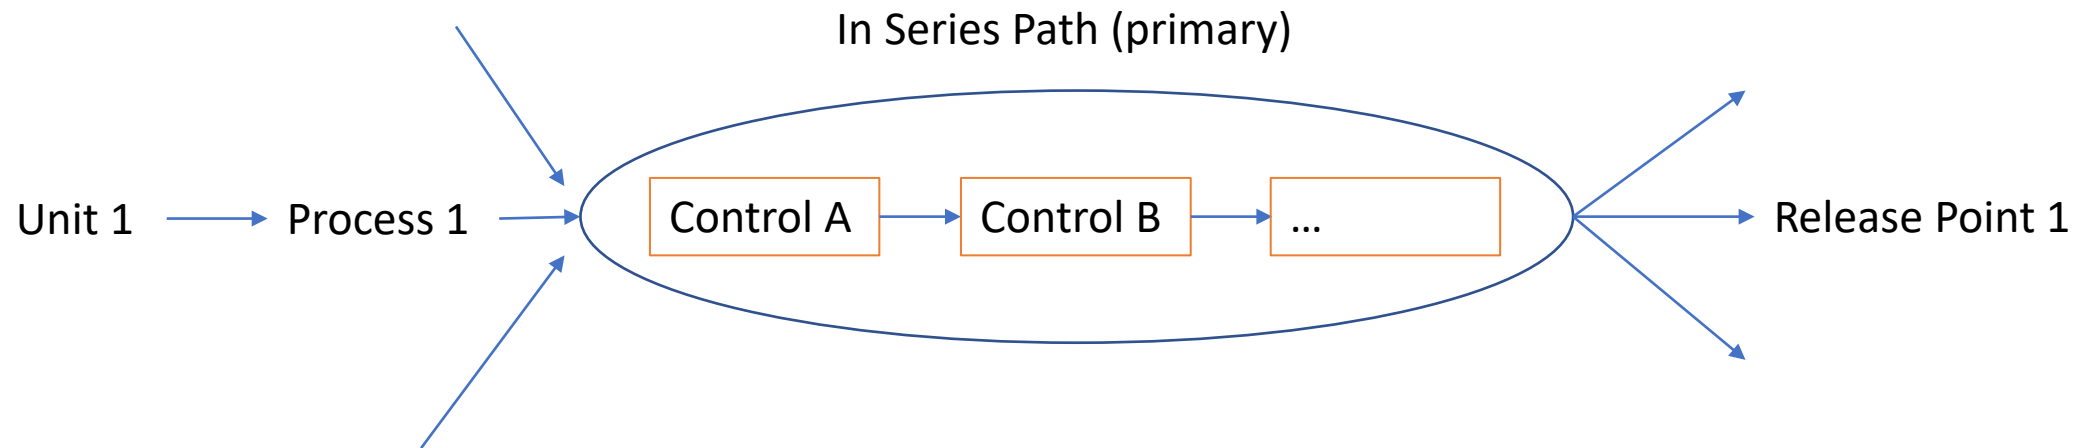 In Series Path (primary)
Unit 1
Process 1
Control A
Control B
...
Release Point 1